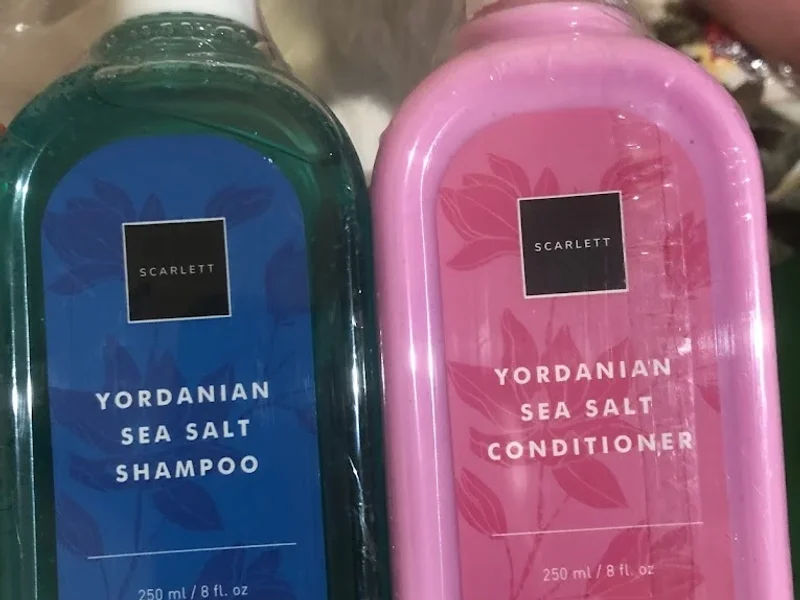 SCARLETT
YORDANIAN
SEA SALT
SHAMPOO
250 ml / 8 fl. oz
SCARLETT
YORDANIAN
SEA SALT
CONDITIONER
250 ml / 8 fl. oz